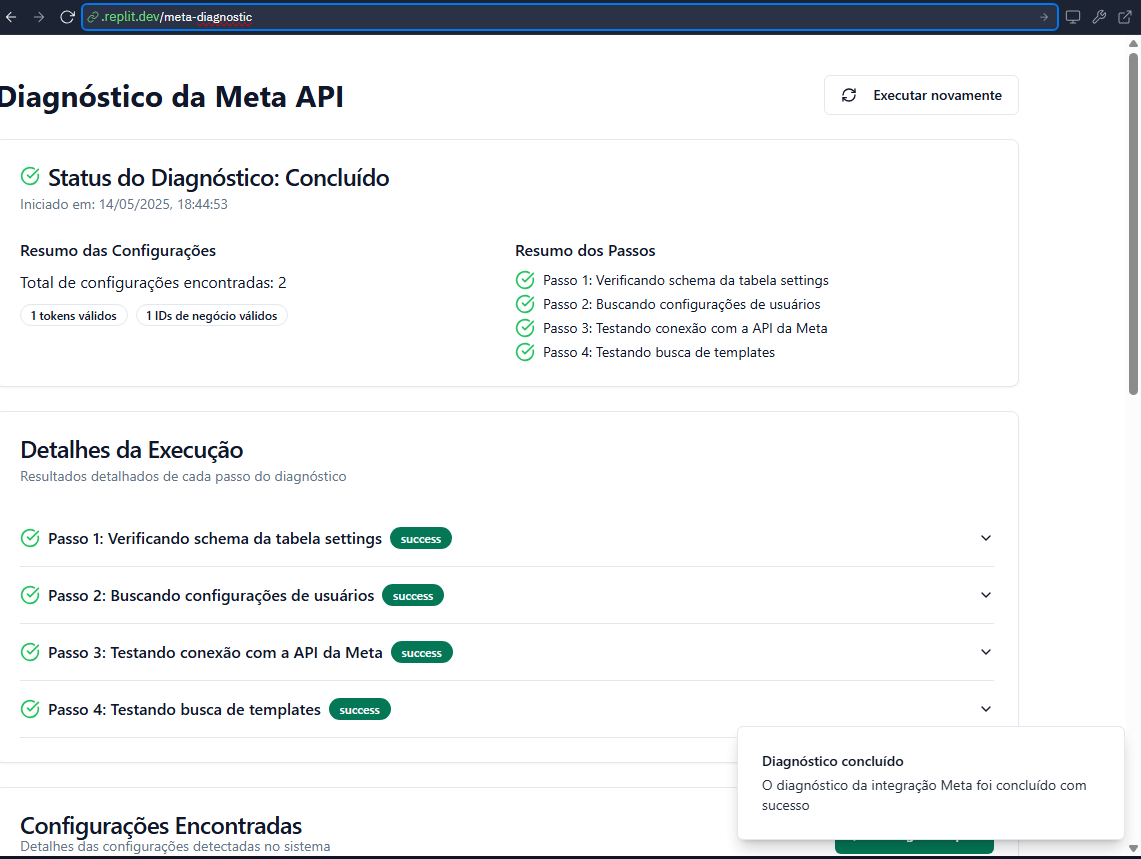 .replit.dev/meta-diagnostic
Diagnóstico da Meta API
Executar novamente
Status do Diagnóstico: Concluído
Iniciado em: 14/05/2025, 18:44:53
Resumo das Configurações
Total de configurações encontradas: 2
1 tokens válidos
1 IDs de negócio válidos
Resumo dos Passos
Passo 1: Verificando schema da tabela settings
Passo 2: Buscando configurações de usuários
Passo 3: Testando conexão com a API da Meta
Passo 4: Testando busca de templates
Detalhes da Execução
Resultados detalhados de cada passo do diagnóstico
Passo 1: Verificando schema da tabela settings success
Passo 2: Buscando configurações de usuários success
Passo 3: Testando conexão com a API da Meta success
Passo 4: Testando busca de templates success
Diagnóstico concluído
O diagnóstico da integração Meta foi concluído com
sucesso
Configurações Encontradas
Detalhes das configurações detectadas no sistema